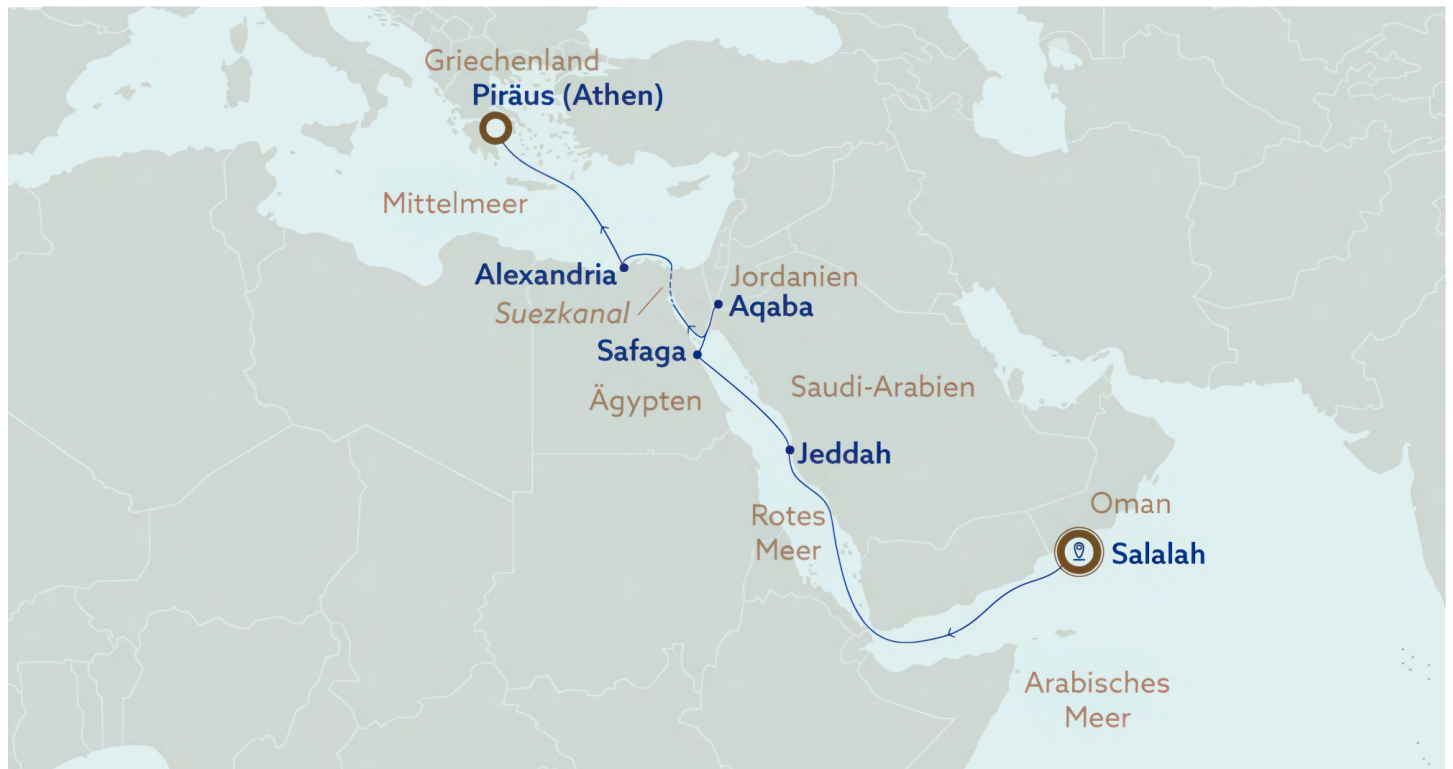 Griechenland
Piräus (Athen)
Mittelmeer
Alexandria
Jordanien
Aqaba
Suezkanal
Safaga
Ägypten
Saudi-Arabien
Jeddah
Oman
Rotes
Meer
Salalah
Arabisches
Meer